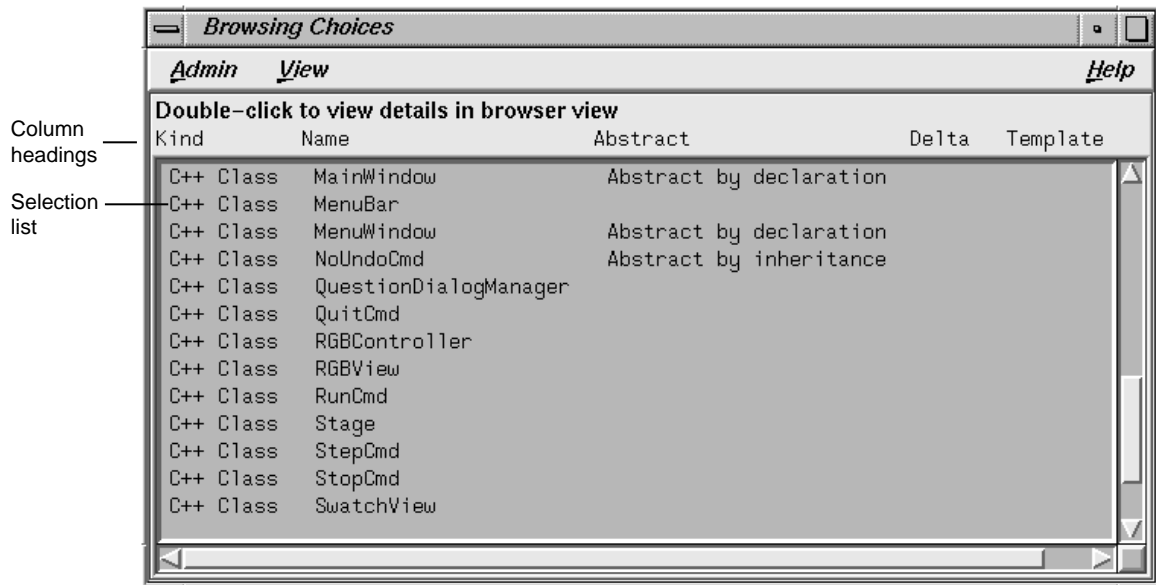 Browsing Choices
Admin View Help
Double-click to view details in browser view
Column headings
Kind Name Abstract Delta Template
Selection list
C++ Class MainWindow Abstract by declaration
C++ Class MenuBar
C++ Class MenuWindow Abstract by declaration
C++ Class NoUndoCmd Abstract by inheritance
C++ Class QuestionDialogManager
C++ Class QuitCmd
C++ Class RGBController
C++ Class RGBView
C++ Class RunCmd
C++ Class Stage
C++ Class StepCmd
C++ Class StopCmd
C++ Class SwatchView